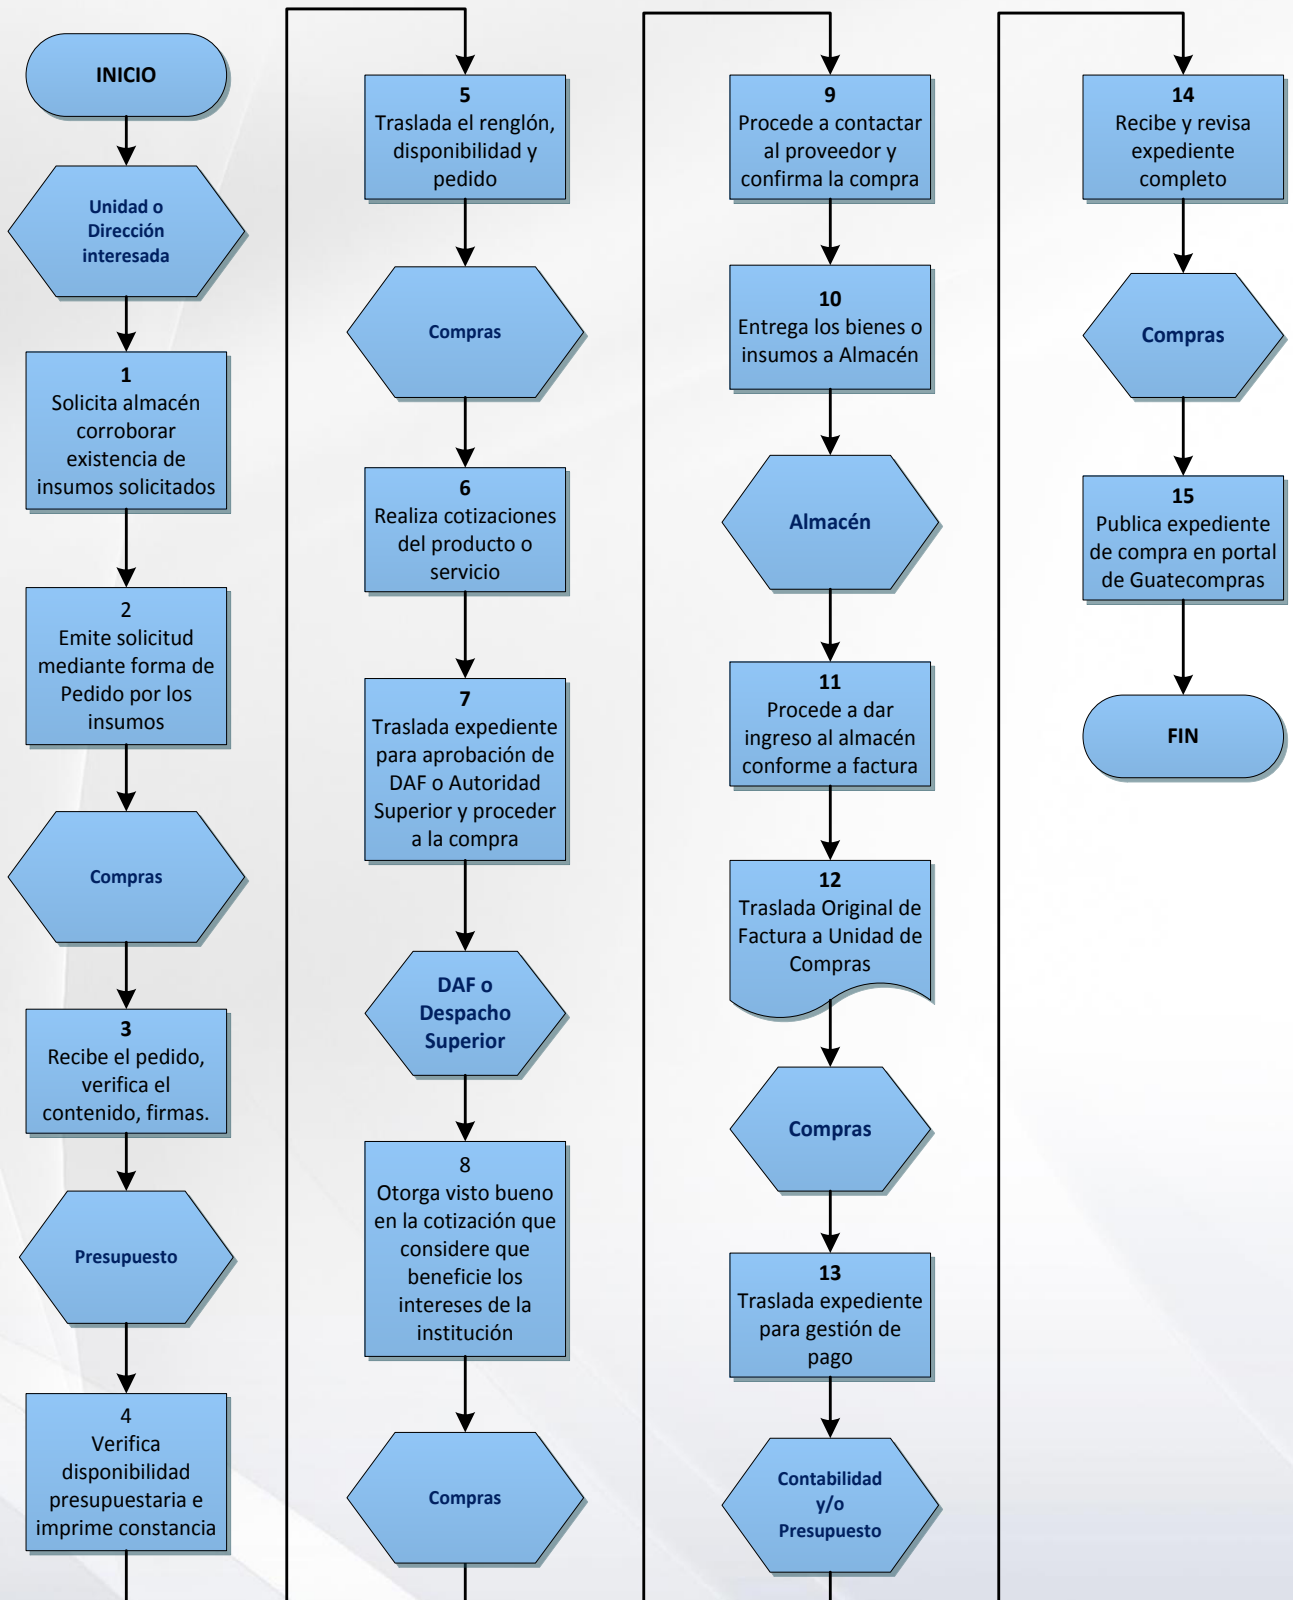 INICIO
Unidad o
Dirección
interesada
1
Solicita almacén
corroborar
existencia de
insumos solicitados
2
Emite solicitud
mediante forma de
Pedido por los
insumos
Compras
3
Recibe el pedido,
verifica el
contenido, firmas.
Presupuesto
4
Verifica
disponibilidad
presupuestaria e
imprime constancia
5
Traslada el renglón,
disponibilidad y
pedido
Compras
6
Realiza cotizaciones
del producto o
servicio
7
Traslada expediente
para aprobación de
DAF o Autoridad
Superior y proceder
a la compra
DAF o
Despacho
Superior
8
Otorga visto bueno
en la cotización que
considere que
beneficie los
intereses de la
institución
Compras
9
Procede a contactar
al proveedor y
confirma la compra
10
Entrega los bienes o
insumos a Almacén
Almacén
11
Procede a dar
ingreso al almacén
conforme a factura
12
Traslada Original de
Factura a Unidad de
Compras
Compras
13
Traslada expediente
para gestión de
pago
Contabilidad
y/o
Presupuesto
14
Recibe y revisa
expediente
completo
Compras
15
Publica expediente
de compra en portal
de Guatecompras
FIN